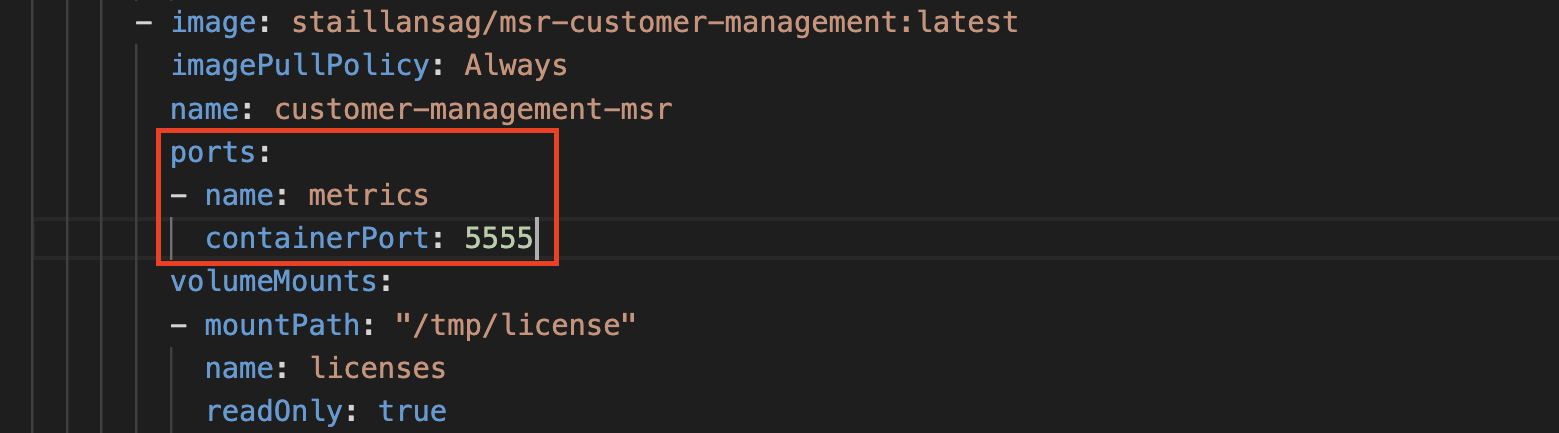 - image: staillansag/msr-customer-management:latest
imagePullPolicy: Always
name: customer-management-msr
ports:
- name: metrics
containerPort: 5555
volumeMounts:
- mountPath: "/tmp/license"
name: licenses
readOnly: true